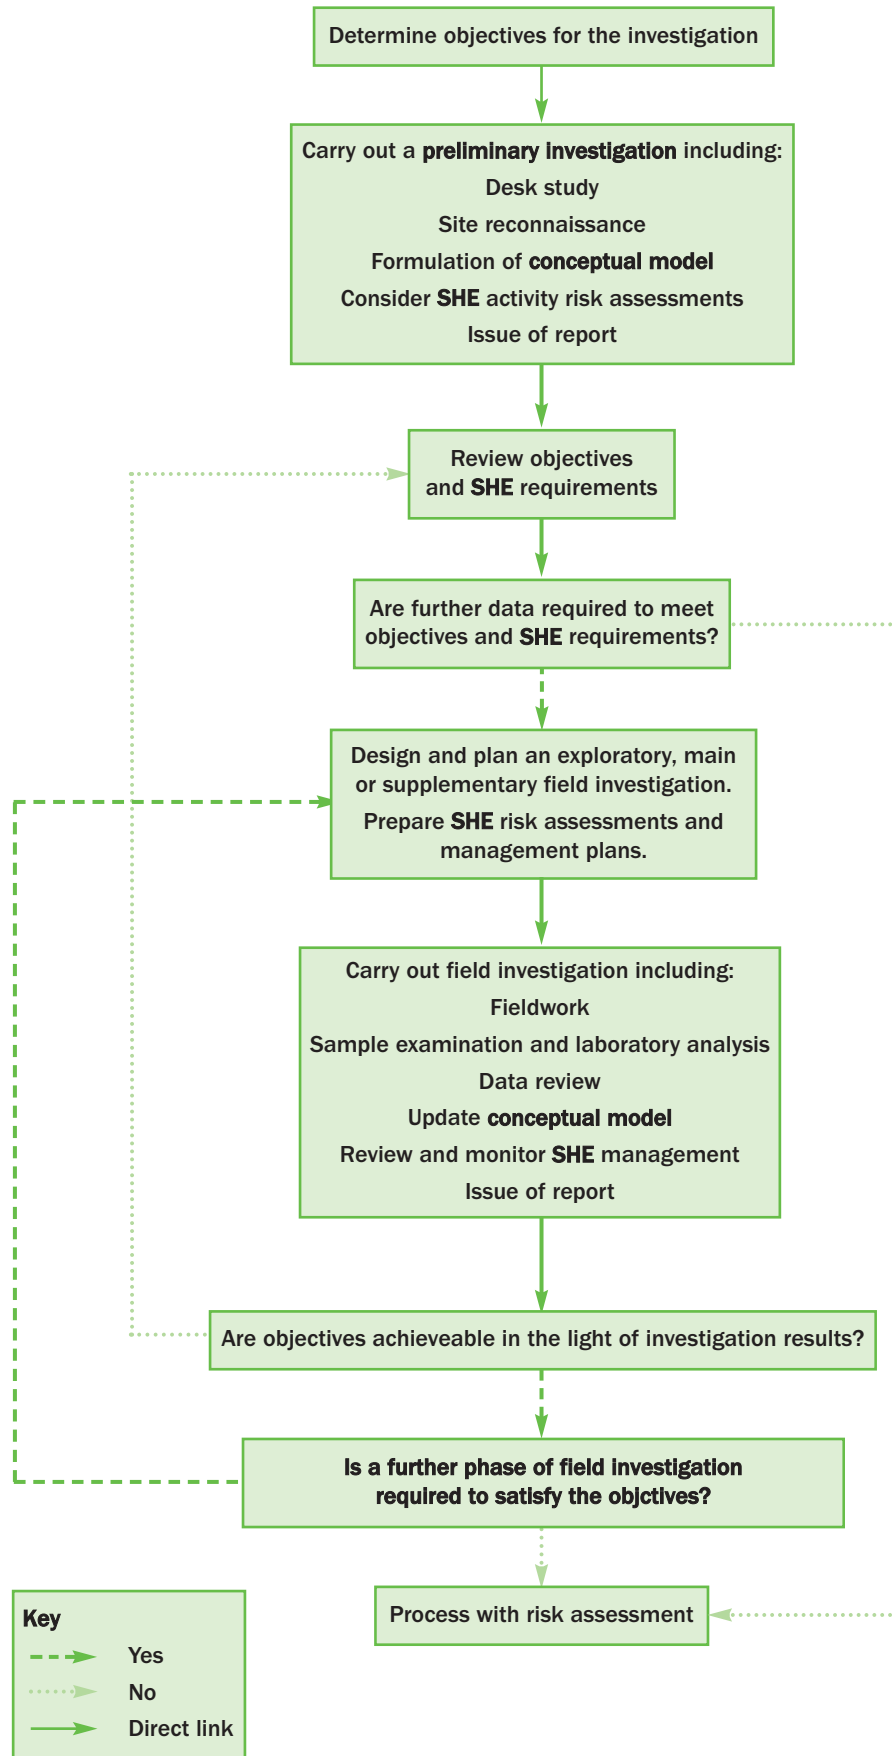 Determine objectives for the investigation
Carry out a preliminary investigation including:
Desk study
Site reconnaissance
Formulation of conceptual model
Consider SHE activity risk assessments
Issue of report
Review objectives
and SHE requirements
Are further data required to meet
objectives and SHE requirements?
Design and plan an exploratory, main
or supplementary field investigation.
Prepare SHE risk assessments and
management plans.
Carry out field investigation including:
Fieldwork
Sample examination and laboratory analysis
Data review
Update conceptual model
Review and monitor SHE management
Issue of report
Are objectives achieveable in the light of investigation results?
Is a further phase of field investigation
required to satisfy the objctives?
Process with risk assessment
Key
Yes
No
Direct link